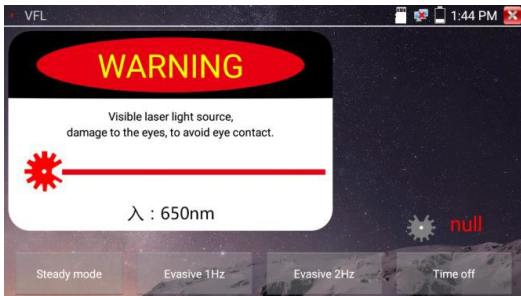 VFL
1:44 PM
WARNING
Visible laser light source,
damage to the eyes, to avoid eye contact.
入：650nm
null
Steady mode
Evasive 1Hz
Evasive 2Hz
Time off